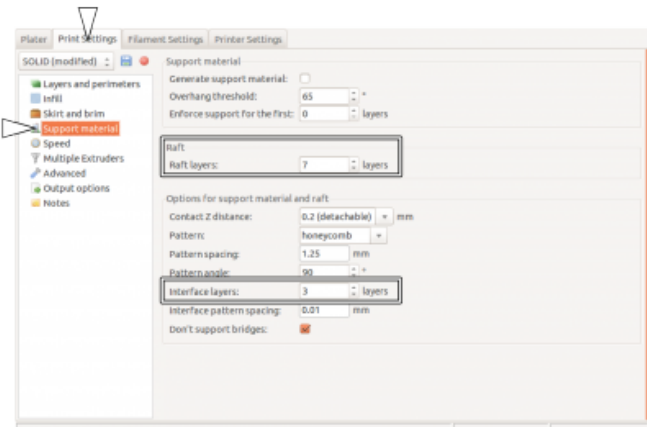 Plater Print Settings Filament Settings Printer Settings
SOLID (modified)
Layers and perimeters
Infill
Skirt and brim
Support material
Speed
Multiple Extruders
Advanced
Output options
Notes
Support material
Generate support material:
Overhang threshold: 65 °
Enforce support for the first: 0 layers
Raft
Raft layers: 7 layers
Options for support material and raft
Contact Z distance: 0.2 (detachable) mm
Pattern: honeycomb
Pattern spacing: 1.25 mm
Pattern angle: 90 °
Interface layers: 3 layers
Interface pattern spacing: 0.01 mm
Don't support bridges: